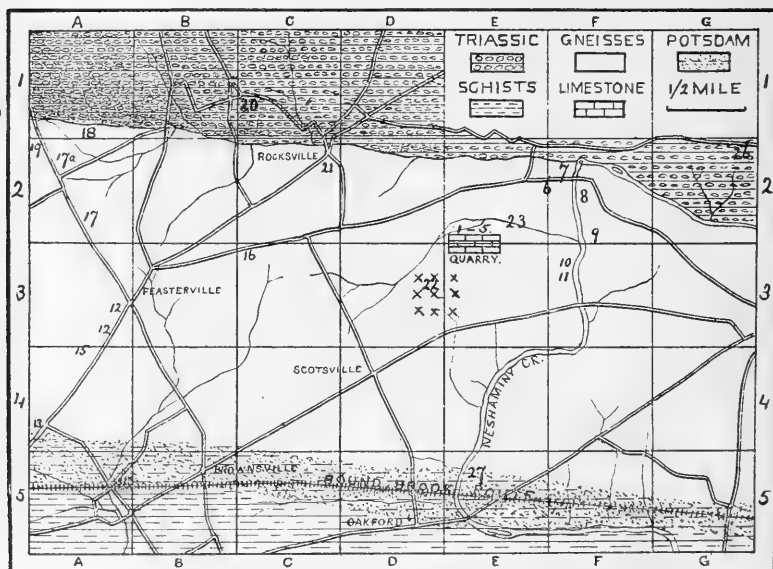 A B C D E F G
TRIASSIC GNEISSES POTSDAM
1 1
SCHISTS LIMESTONE 1/2 MILE
20
18
19 ROCKSVILLE
17a 21
2 7 2
6
17 8
23
1-5.
16 9
QUARRY.
10
3 FEASTERVILLE 11 3
12
12
15
SCOTSVILLE
NESHAMINY CR.
4 4
13
BROWNSVILLE 27
BOUND BROOK
5 5
OAKFORD
A B C D E F G